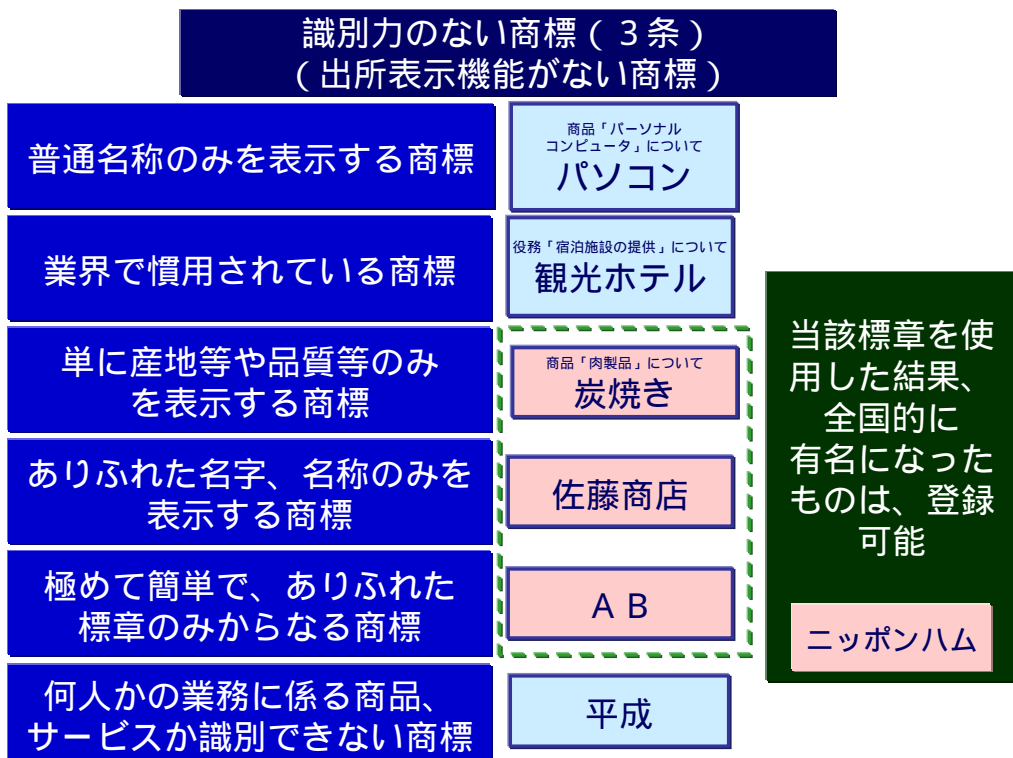 識別力のない商標（３条）
（出所表示機能がない商標）
普通名称のみを表示する商標
商品「パーソナル
コンピュータ」について
パソコン
業界で慣用されている商標
役務「宿泊施設の提供」について
観光ホテル
単に産地等や品質等のみ
を表示する商標
商品「肉製品」について
炭焼き
ありふれた名字、名称のみを
表示する商標
佐藤商店
極めて簡単で、ありふれた
標章のみからなる商標
ＡＢ
何人かの業務に係る商品、
サービスか識別できない商標
平成
当該標章を使
用した結果、
全国的に
有名になった
ものは、登録
可能
ニッポンハム